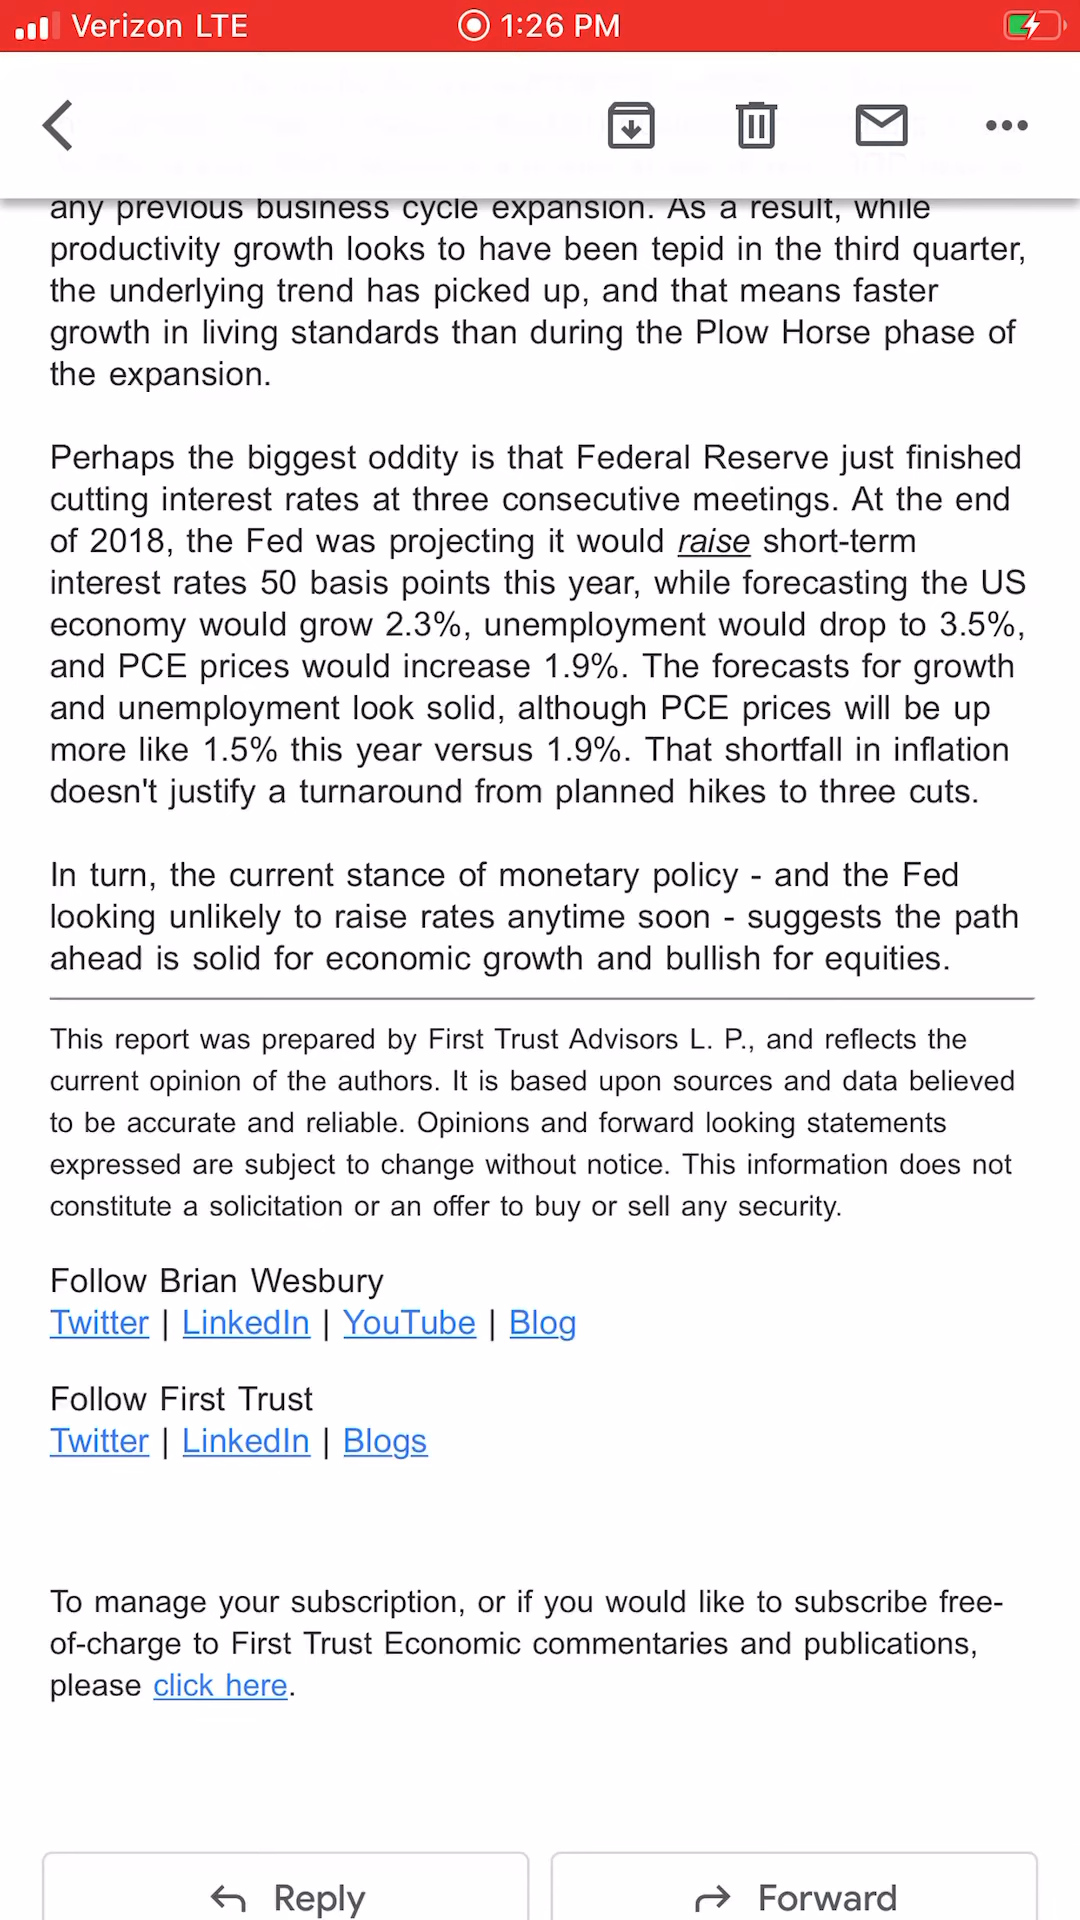 Verizon LTE 1:26 PM
any previous business cycle expansion. As a result, while
productivity growth looks to have been tepid in the third quarter,
the underlying trend has picked up, and that means faster
growth in living standards than during the Plow Horse phase of
the expansion.
Perhaps the biggest oddity is that Federal Reserve just finished
cutting interest rates at three consecutive meetings. At the end
of 2018, the Fed was projecting it would raise short-term
interest rates 50 basis points this year, while forecasting the US
economy would grow 2.3%, unemployment would drop to 3.5%,
and PCE prices would increase 1.9%. The forecasts for growth
and unemployment look solid, although PCE prices will be up
more like 1.5% this year versus 1.9%. That shortfall in inflation
doesn't justify a turnaround from planned hikes to three cuts.
In turn, the current stance of monetary policy - and the Fed
looking unlikely to raise rates anytime soon - suggests the path
ahead is solid for economic growth and bullish for equities.
This report was prepared by First Trust Advisors L. P., and reflects the
current opinion of the authors. It is based upon sources and data believed
to be accurate and reliable. Opinions and forward looking statements
expressed are subject to change without notice. This information does not
constitute a solicitation or an offer to buy or sell any security.
Follow Brian Wesbury
Twitter | LinkedIn | YouTube | Blog
Follow First Trust
Twitter | LinkedIn | Blogs
To manage your subscription, or if you would like to subscribe free-
of-charge to First Trust Economic commentaries and publications,
please click here.
Reply Forward